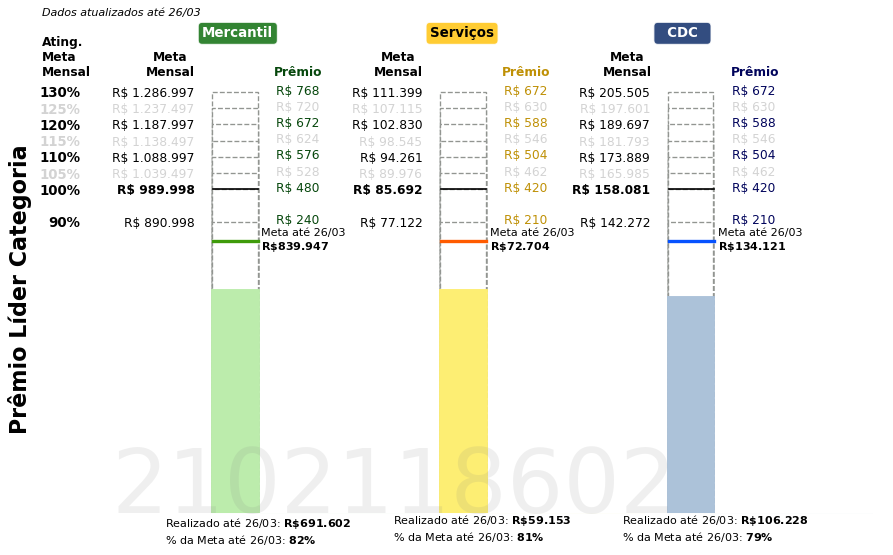 Dados atualizados até 26/03
Mercantil Serviços CDC
Ating.
Meta Meta Meta Meta
Mensal Mensal Prêmio Mensal Prêmio Mensal Prêmio
130% R$ 1.286.997 R$ 768 R$ 111.399 R$ 672 R$ 205.505 R$ 672
125% R$ 1.237.497 R$ 720 R$ 107.115 R$ 630 R$ 197.601 R$ 630
120% R$ 1.187.997 R$ 672 R$ 102.830 R$ 588 R$ 189.697 R$ 588
115% R$ 1.138.497 R$ 624 R$ 98.545 R$ 546 R$ 181.793 R$ 546
110% R$ 1.088.997 R$ 576 R$ 94.261 R$ 504 R$ 173.889 R$ 504
105% R$ 1.039.497 R$ 528 R$ 89.976 R$ 462 R$ 165.985 R$ 462
100% R$ 989.998 R$ 480 R$ 85.692 R$ 420 R$ 158.081 R$ 420
90% R$ 890.998 R$ 240 R$ 77.122 R$ 210 R$ 142.272 R$ 210
Meta até 26/03 Meta até 26/03 Meta até 26/03
R$839.947 R$72.704 R$134.121
Prêmio Líder Categoria
2102118602
Realizado até 26/03: R$691.602 Realizado até 26/03: R$59.153 Realizado até 26/03: R$106.228
% da Meta até 26/03: 82% % da Meta até 26/03: 81% % da Meta até 26/03: 79%